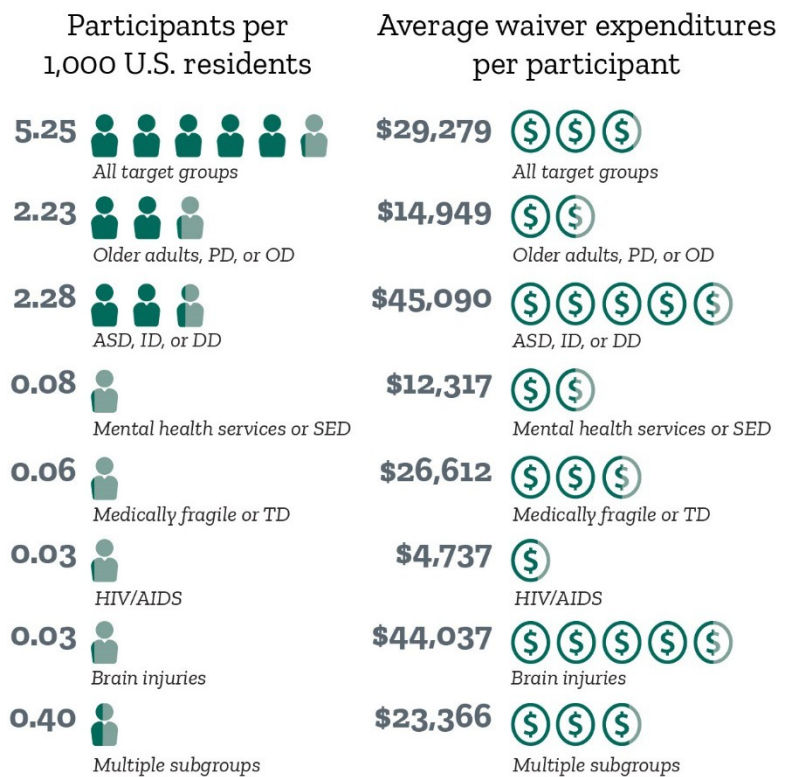 Participants per
1,000 U.S. residents
5.25
All target groups
2.23
Older adults, PD, or OD
2.28
ASD, ID, or DD
0.08
Mental health services or SED
0.06
Medically fragile or TD
0.03
HIV/AIDS
0.03
Brain injuries
0.40
Multiple subgroups
Average waiver expenditures
per participant
$29,279 $ $ $
All target groups
$14,949 $ $
Older adults, PD, or OD
$45,090 $ $ $ $ $
ASD, ID, or DD
$12,317 $ $
Mental health services or SED
$26,612 $ $ $
Medically fragile or TD
$4,737 $
HIV/AIDS
$44,037 $ $ $ $ $
Brain injuries
$23,366 $ $ $
Multiple subgroups